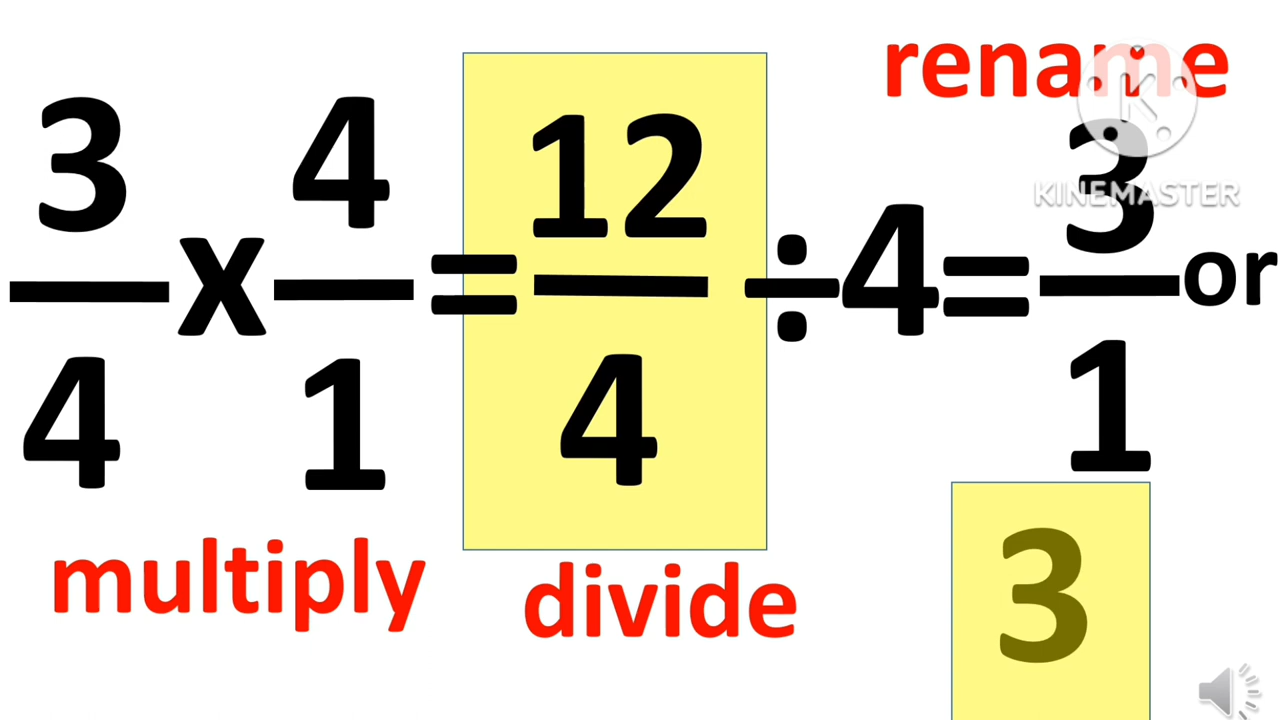 rename
KINEMASTER
3/4 x 4/1 = 12/4 ÷ 4 = 3/1 or
multiply
divide
3